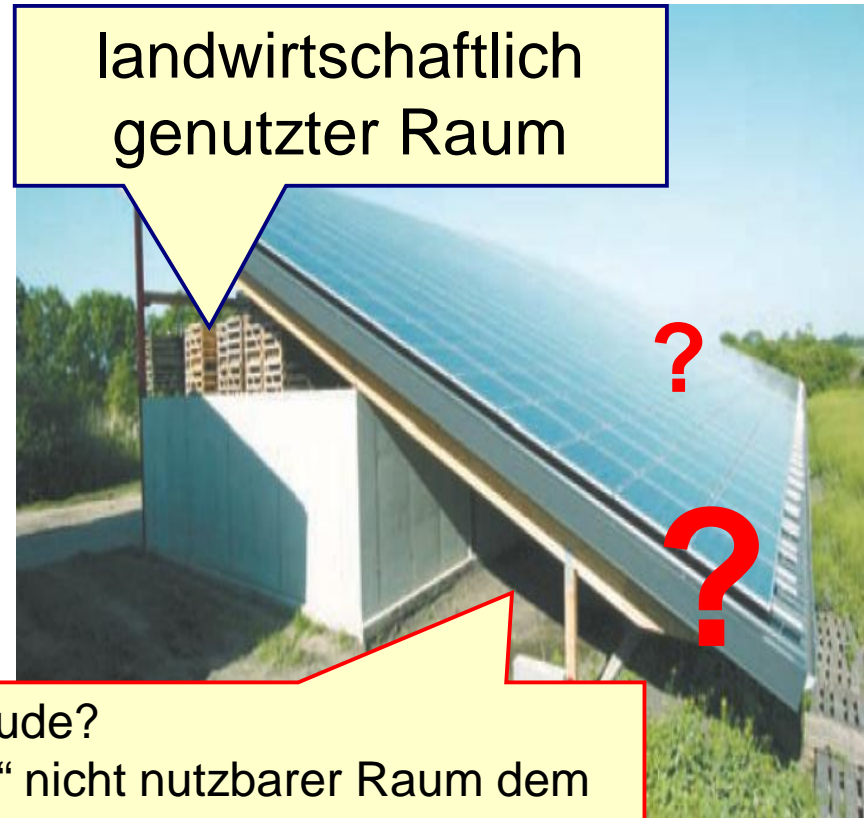 landwirtschaftlich
genutzter Raum
?
?
ude?
“ nicht nutzbarer Raum dem